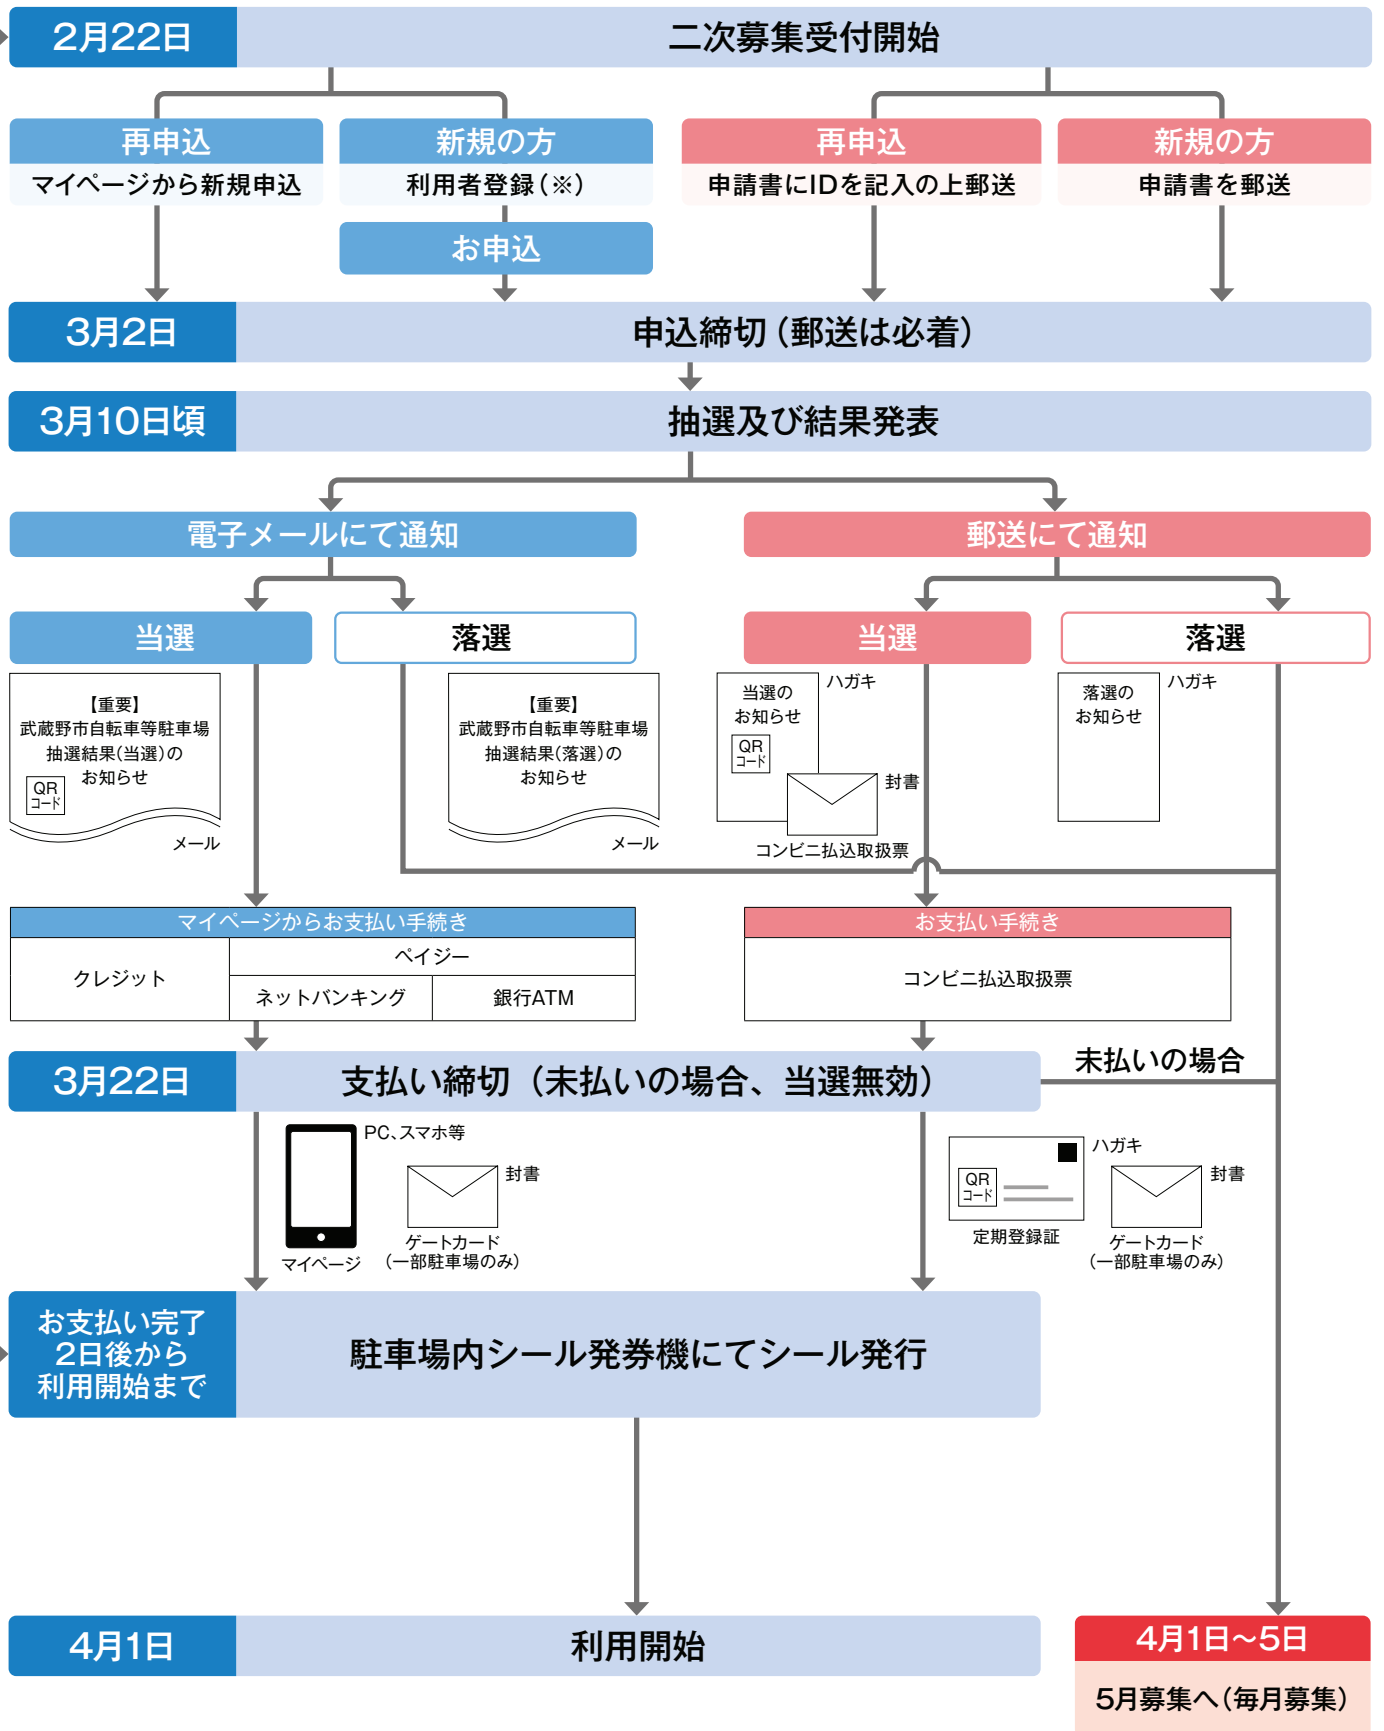 2月22日
二次募集受付開始
再申込
マイページから新規申込
新規の方
利用者登録（※）
お申込
再申込
申請書にIDを記入の上郵送
新規の方
申請書を郵送
3月2日
申込締切（郵送は必着）
3月10日頃
抽選及び結果発表
電子メールにて通知
郵送にて通知
当選
落選
当選
落選
【重要】
武蔵野市自転車等駐車場
抽選結果（当選）の
お知らせ
QR
コード
メール
【重要】
武蔵野市自転車等駐車場
抽選結果（落選）の
お知らせ
メール
当選の
お知らせ
QR
コード
ハガキ
封書
コンビニ払込取扱票
落選の
お知らせ
ハガキ
マイページからお支払い手続き
クレジット
ペイジー
ネットバンキング
銀行ATM
お支払い手続き
コンビニ払込取扱票
3月22日
支払い締切（未払いの場合、当選無効）
未払いの場合
PC、スマホ等
マイページ
封書
ゲートカード
（一部駐車場のみ）
QR
コード
ハガキ
定期登録証
封書
ゲートカード
（一部駐車場のみ）
お支払い完了
2日後から
利用開始まで
駐車場内シール発券機にてシール発行
4月1日
利用開始
4月1日～5日
5月募集へ（毎月募集）